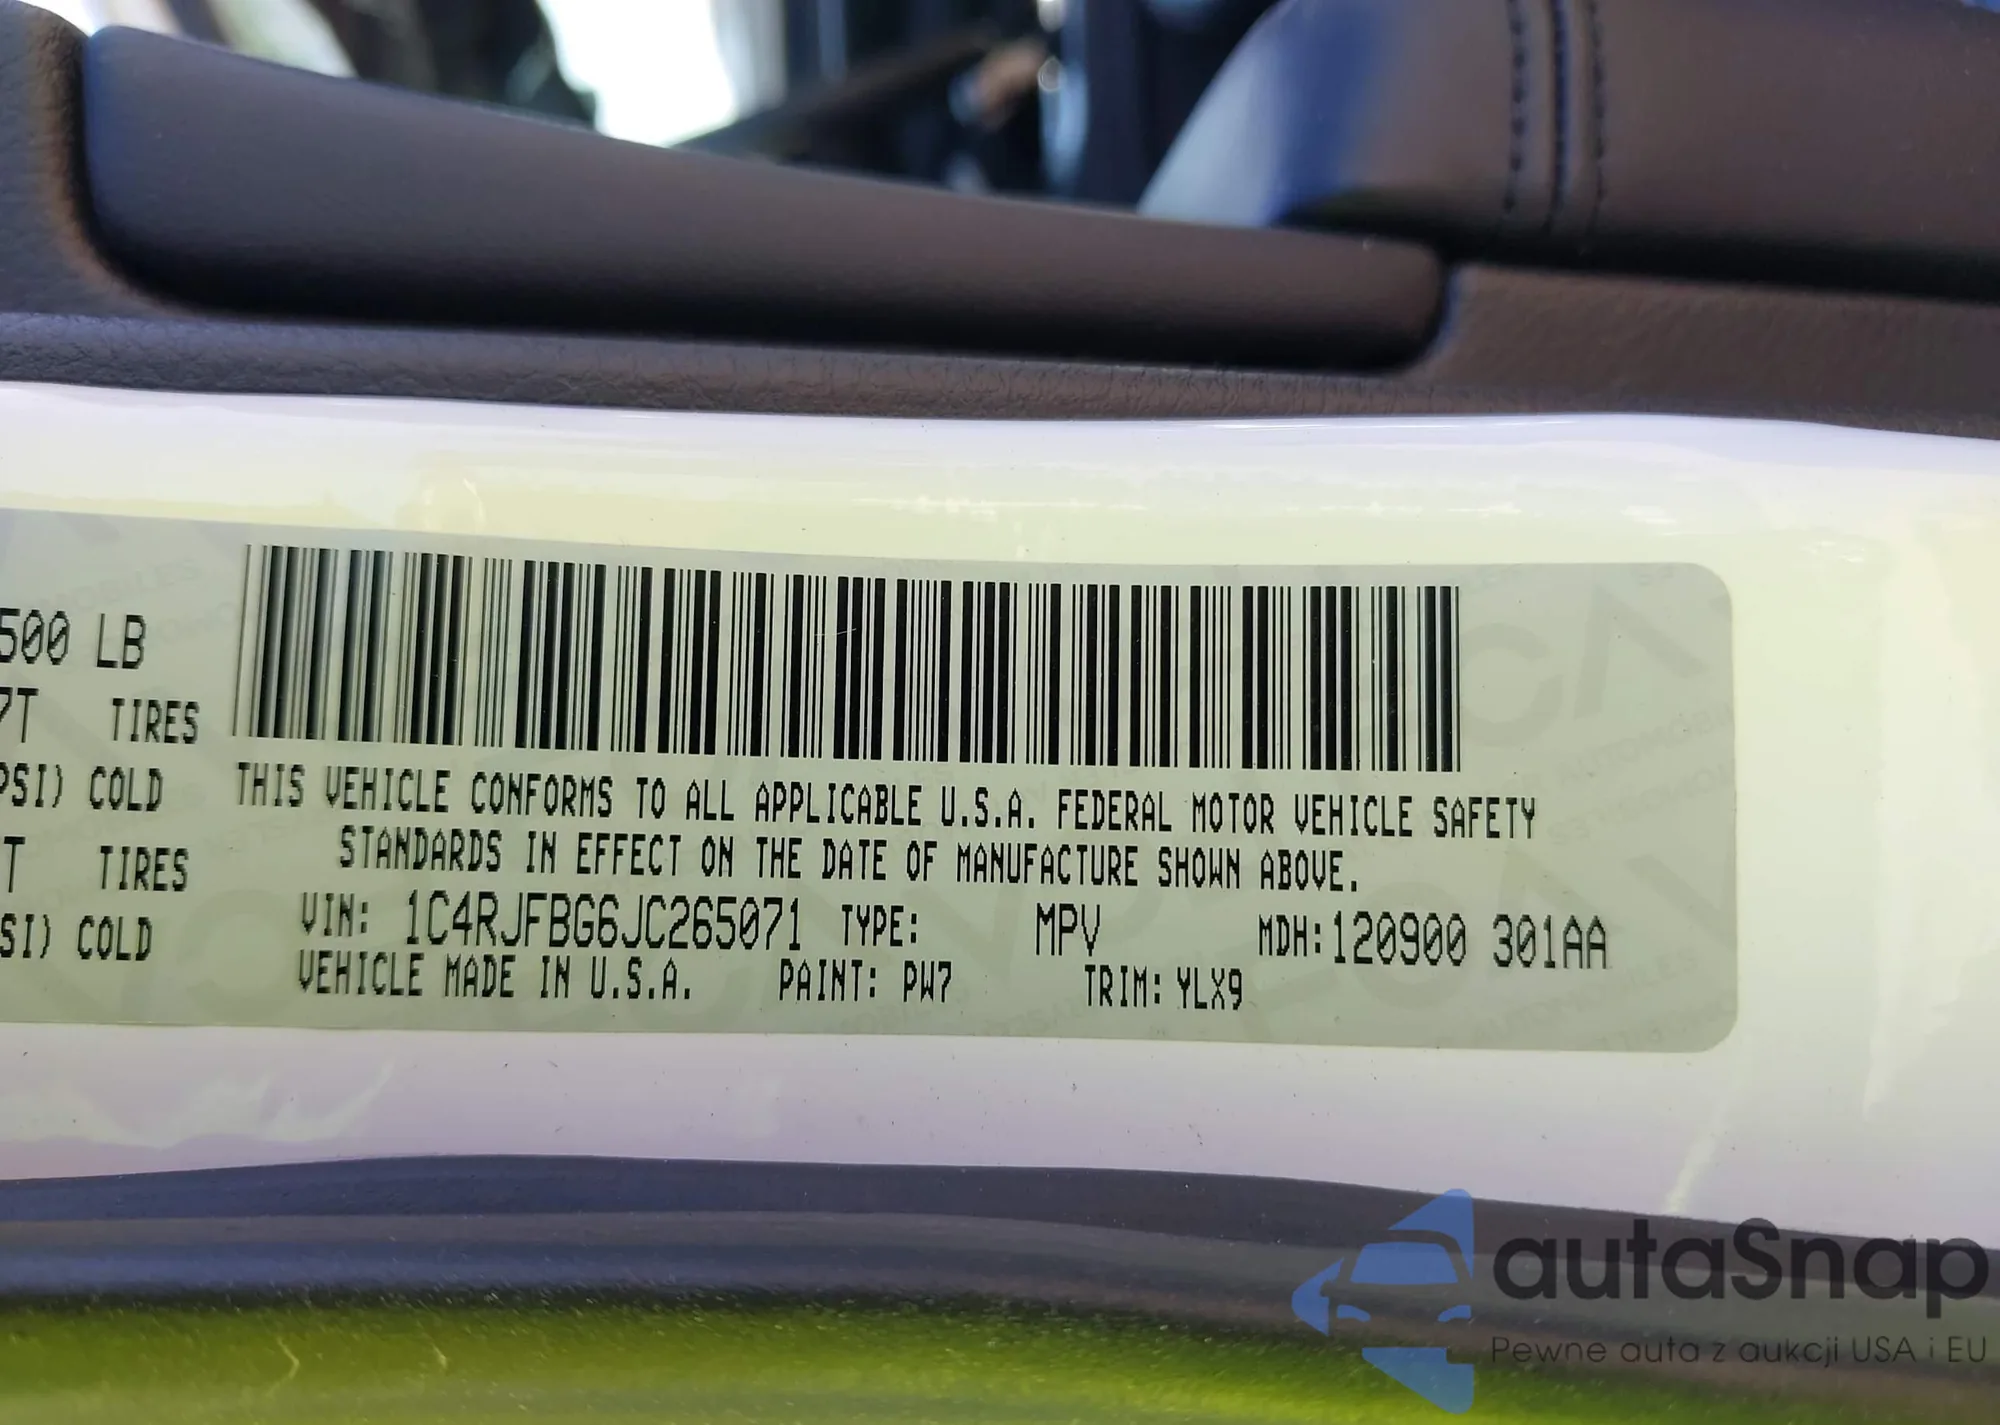 500 LB
7T TIRES
PSI) COLD
T TIRES
SI) COLD
THIS VEHICLE CONFORMS TO ALL APPLICABLE U.S.A. FEDERAL MOTOR VEHICLE SAFETY
STANDARDS IN EFFECT ON THE DATE OF MANUFACTURE SHOWN ABOVE.
VIN: 1C4RJFBG6JC265071 TYPE: MPV MDH:120900 301AA
VEHICLE MADE IN U.S.A. PAINT: PW7 TRIM: YLX9
autaSnap
Pewne auta z aukcji USA i EU